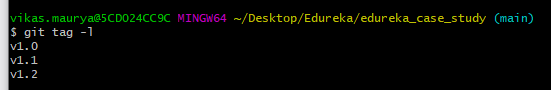 vikas.maurya@5CD024CC9C MINGW64 ~/Desktop/Edureka/edureka_case_study (main)
$ git tag -l
v1.0
v1.1
v1.2